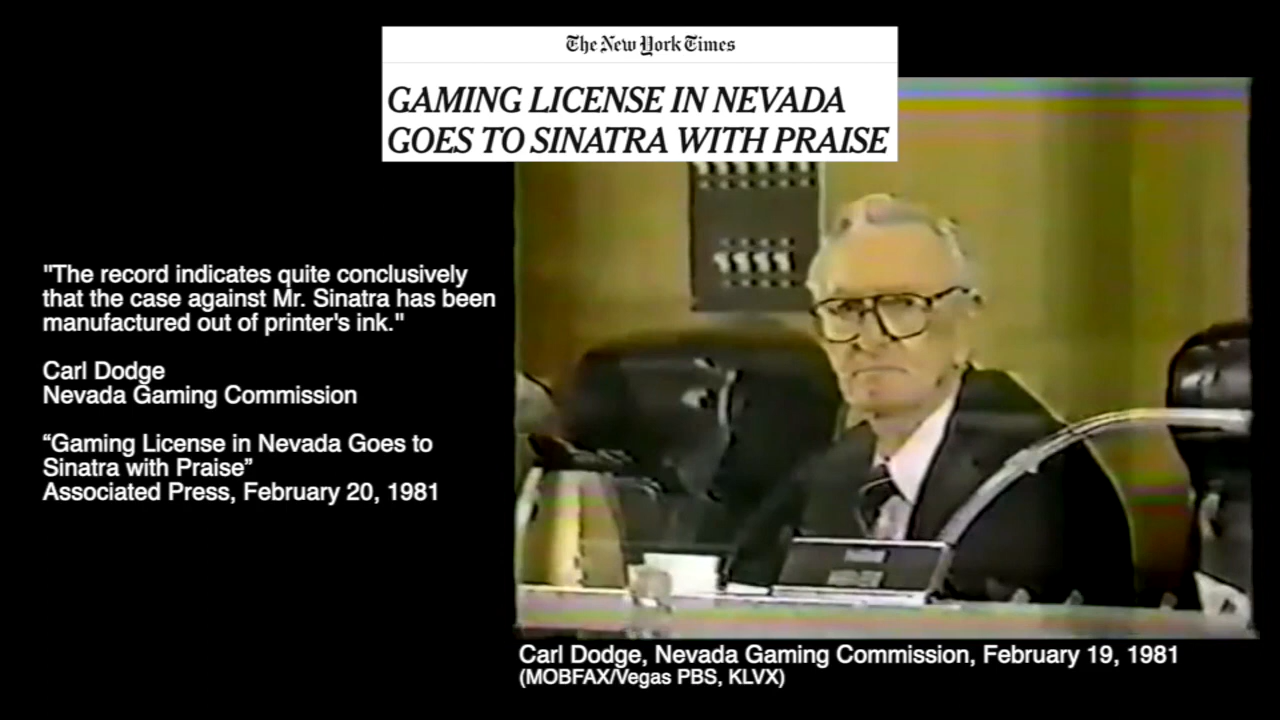 The New York Times
GAMING LICENSE IN NEVADA
GOES TO SINATRA WITH PRAISE
"The record indicates quite conclusively
that the case against Mr. Sinatra has been
manufactured out of printer's ink."
Carl Dodge
Nevada Gaming Commission
“Gaming License in Nevada Goes to
Sinatra with Praise”
Associated Press, February 20, 1981
Carl Dodge, Nevada Gaming Commission, February 19, 1981
(MOBFAX/Vegas PBS, KLVX)